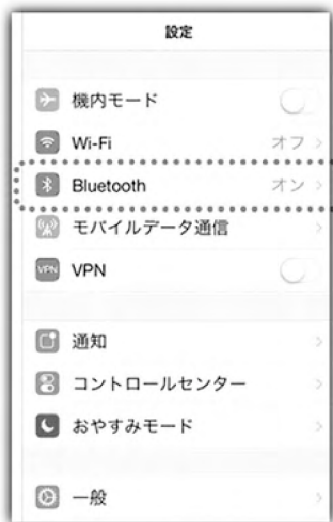 設定
機内モード
Wi-Fi オフ
Bluetooth オン
モバイルデータ通信
VPN VPN
通知
コントロールセンター
おやすみモード
一般